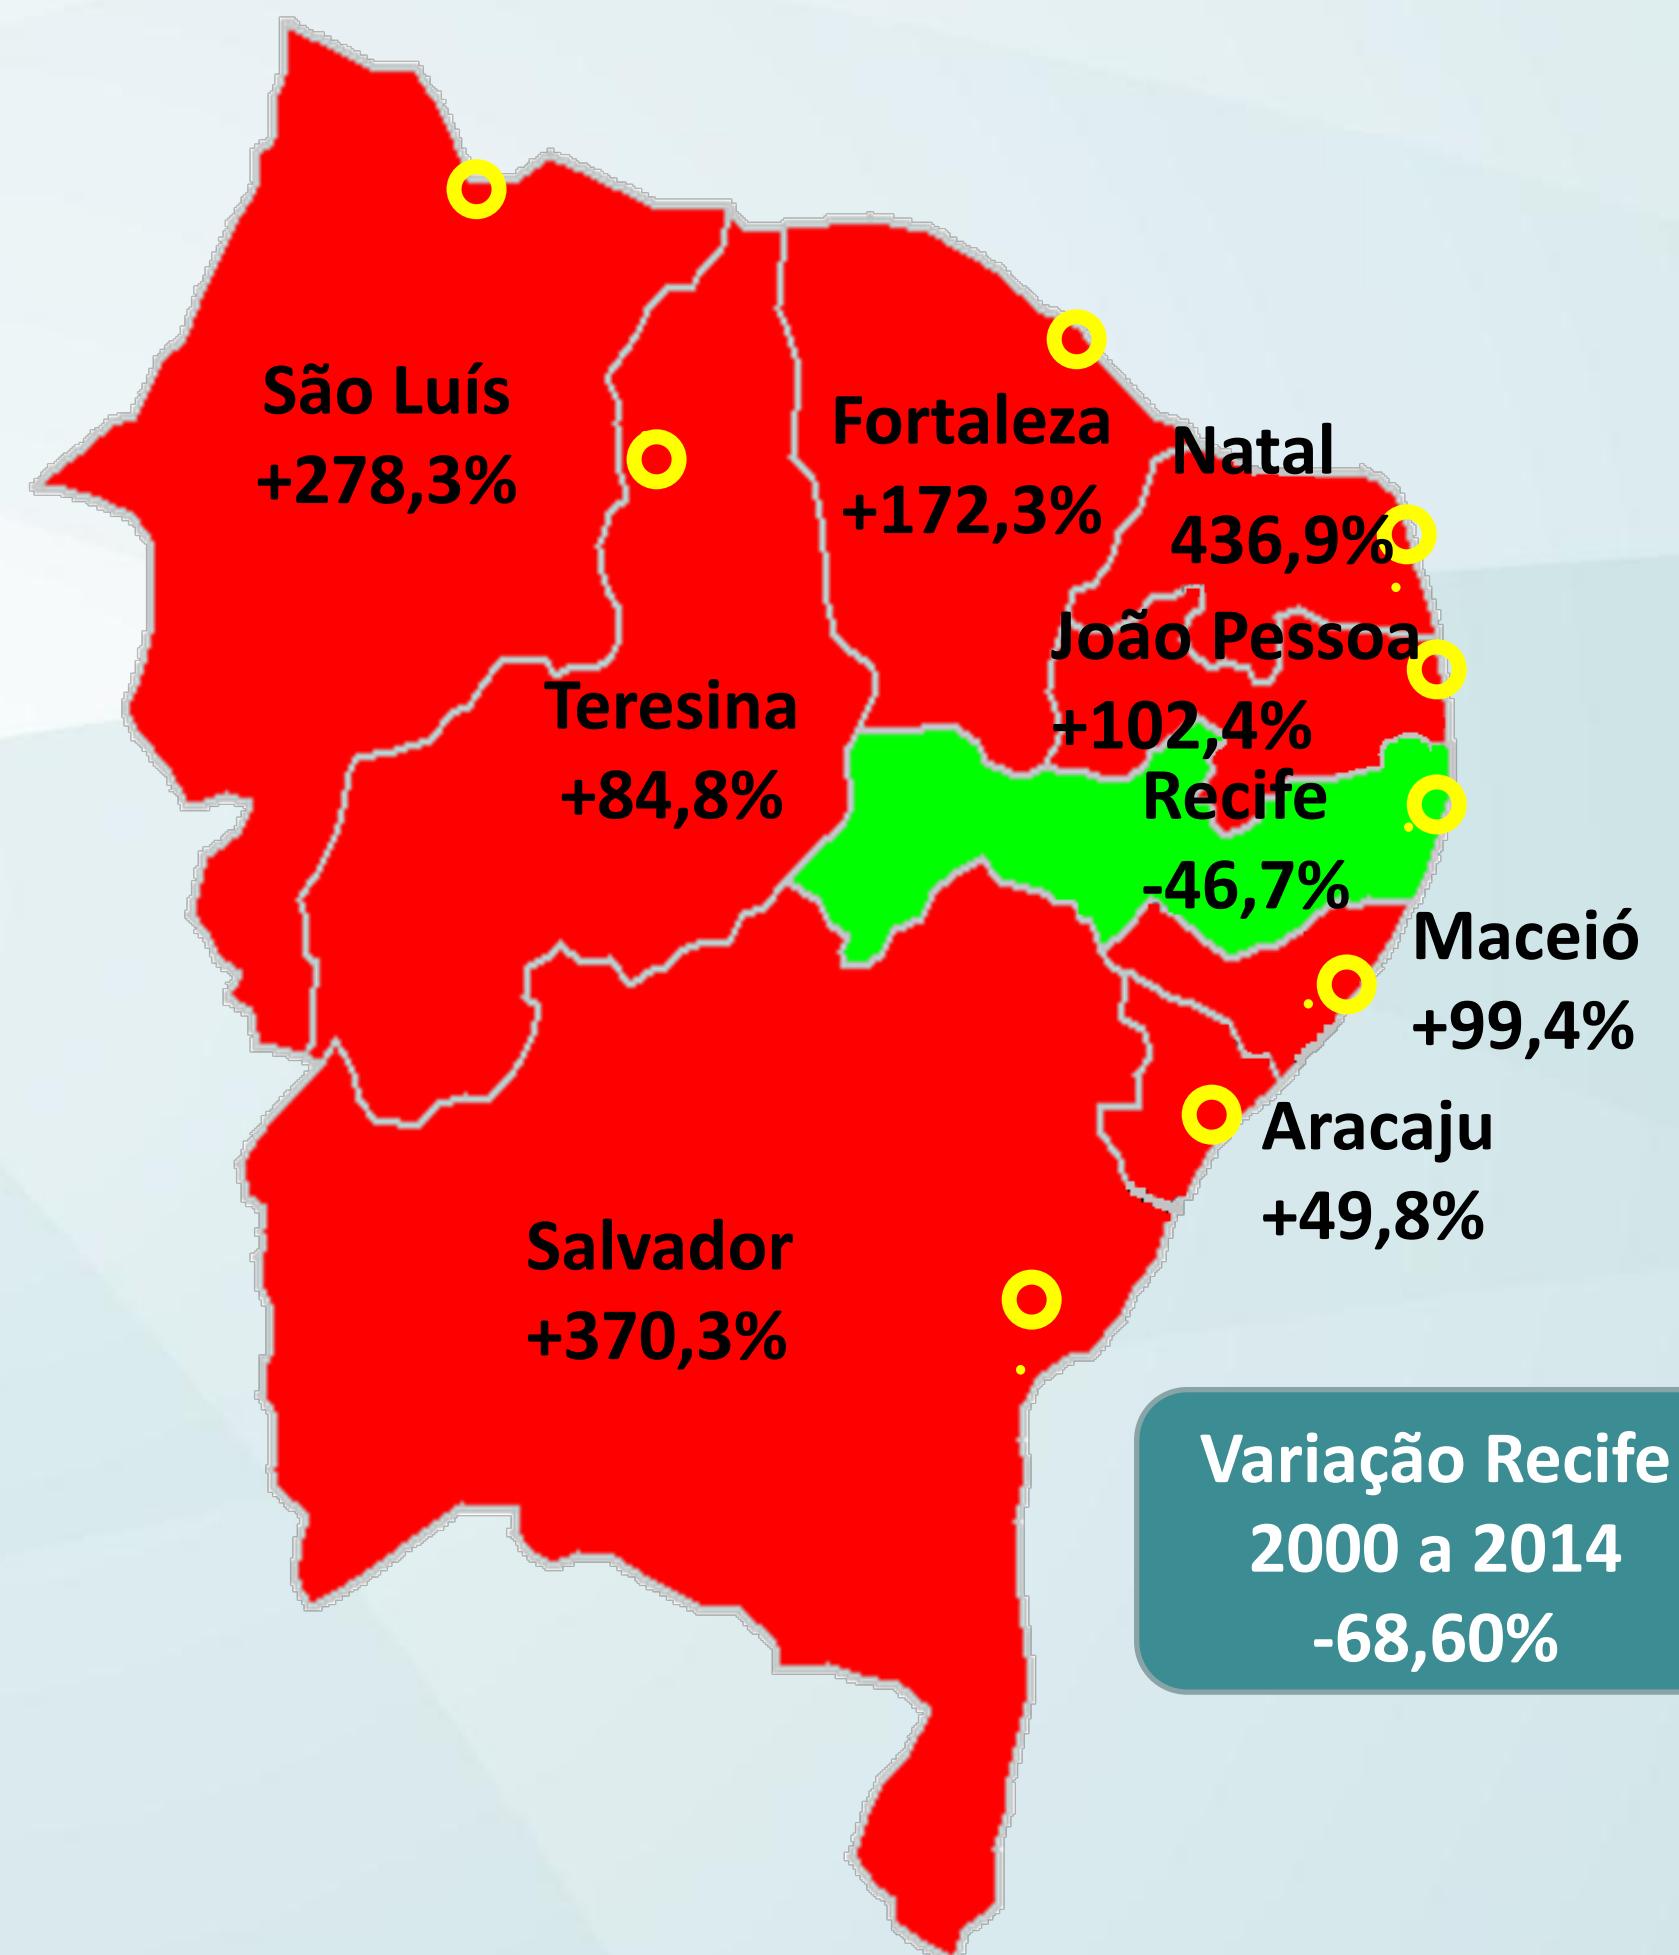 São Luís
+278,3%
Fortaleza
+172,3%
Natal
436,9%
João Pessoa
+102,4%
Teresina
+84,8%
Recife
-46,7%
Maceió
+99,4%
Aracaju
+49,8%
Salvador
+370,3%
Variação Recife
2000 a 2014
-68,60%